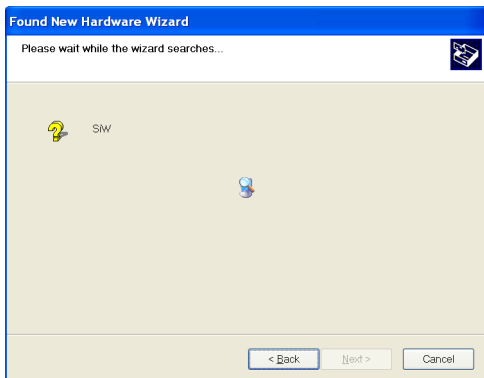 Found New Hardware Wizard
Please wait while the wizard searches...
SiW
< Back
Next >
Cancel